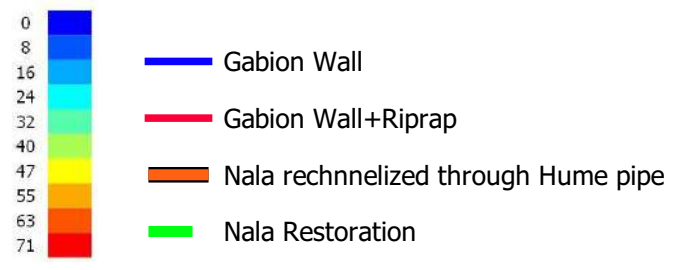 0
8
16
24
32
40
47
55
63
71
Gabion Wall
Gabion Wall+Riprap
Nala rechnnelized through Hume pipe
Nala Restoration